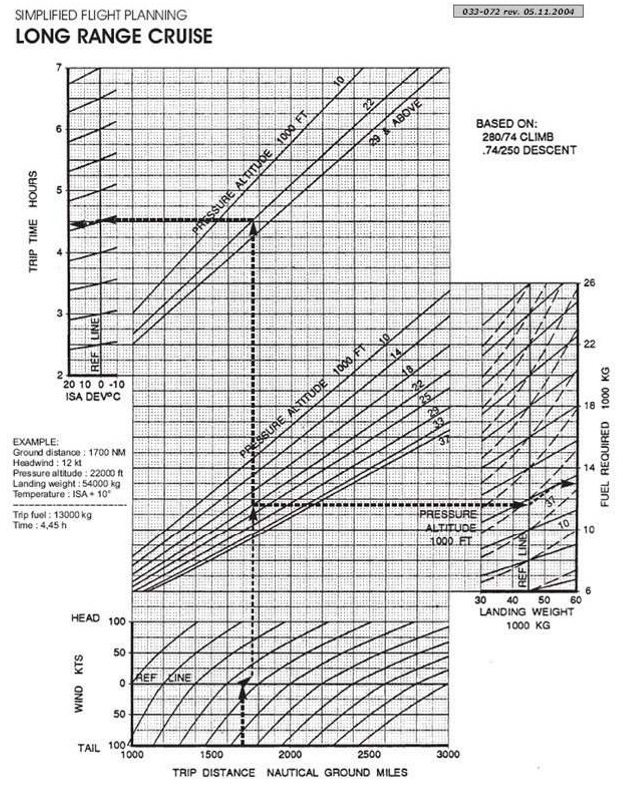 SIMPLIFIED FLIGHT PLANNING
033-072 rev. 05.11.2004
LONG RANGE CRUISE
BASED ON:
280/74 CLIMB
.74/250 DESCENT
TRIP TIME HOURS
7
6
5
4
3
2
REF LINE
20 10 0 -10
ISA DEV°C
PRESSURE ALTITUDE 1000 FT
10
22
29 & ABOVE
PRESSURE ALTITUDE 1000 FT
10
14
18
22
25
29
33
37
EXAMPLE:
Ground distance : 1700 NM
Headwind : 12 kt
Pressure altitude : 22000 ft
Landing weight : 54000 kg
Temperature : ISA + 10°
Trip fuel : 13000 kg
Time : 4,45 h
26
22
18
14
10
6
FUEL REQUIRED 1000 KG
PRESSURE
ALTITUDE
1000 FT
37
10
REF LINE
30 40 50 60
LANDING WEIGHT
1000 KG
HEAD 100
50
0
50
TAIL 100
WIND KTS
REF LINE
1000 1500 2000 2500 3000
TRIP DISTANCE NAUTICAL GROUND MILES